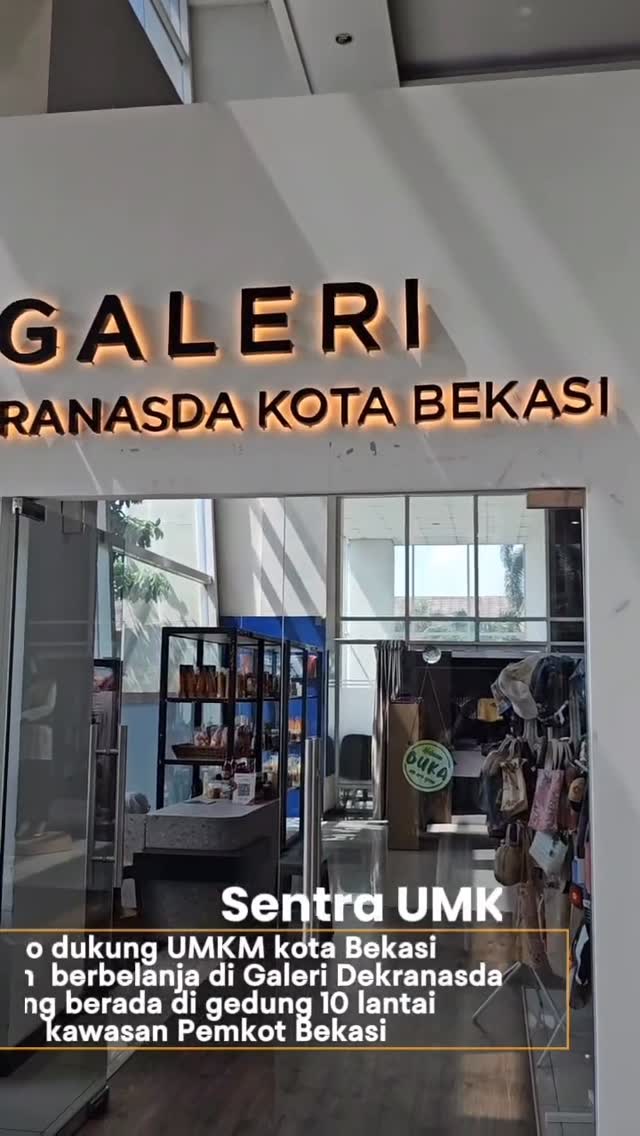 GALERI
RANASDA KOTA BEKASI
BUKA
Sentra UMK
o dukung UMKM kota Bekasi
berbelanja di Galeri Dekranasda
ng berada di gedung 10 lantai
kawasan Pemkot Bekasi